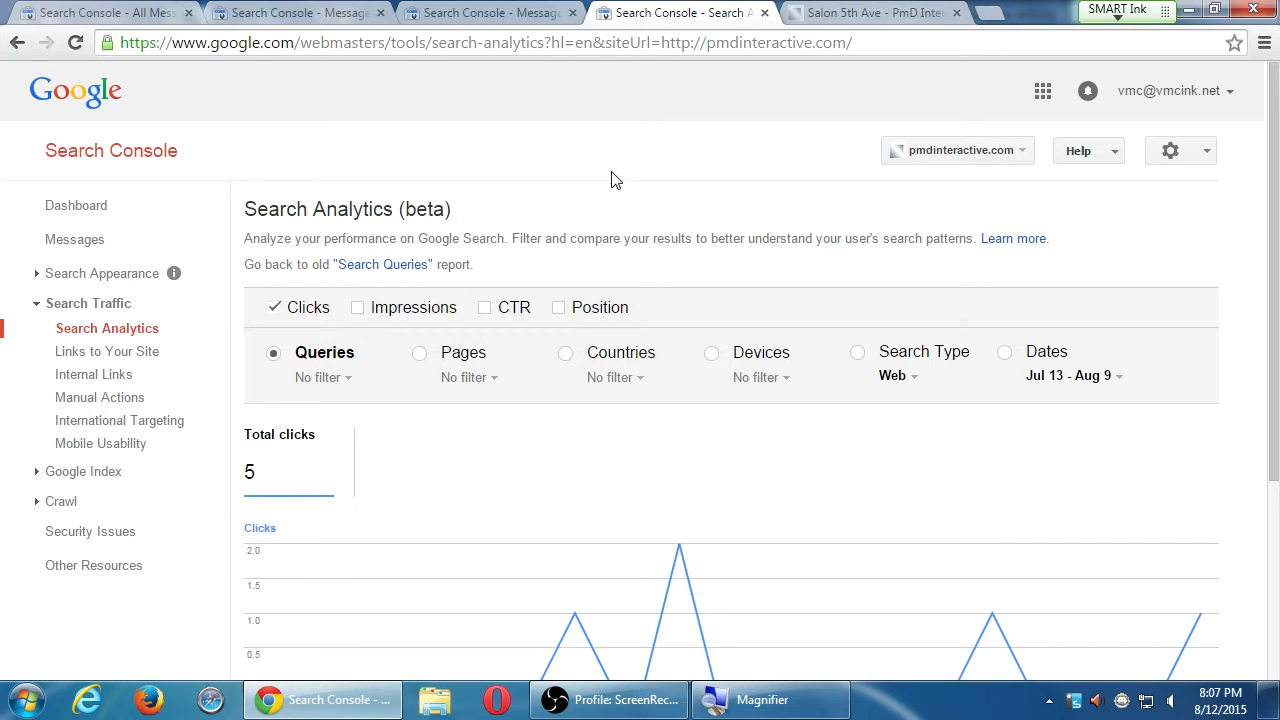 Search Console - All Mess
Search Console - Message
Search Console - Message
Search Console - Search A
Salon 5th Ave - PmD Inte
SMART Ink
https://www.google.com/webmasters/tools/search-analytics?hl=en&siteUrl=http://pmdinteractive.com/
Google
vmc@vmcink.net
Search Console
pmdinteractive.com
Help
Dashboard
Messages
Search Appearance
Search Traffic
Search Analytics
Links to Your Site
Internal Links
Manual Actions
International Targeting
Mobile Usability
Google Index
Crawl
Security Issues
Other Resources
Search Analytics (beta)
Analyze your performance on Google Search. Filter and compare your results to better understand your user's search patterns. Learn more.
Go back to old "Search Queries" report.
Clicks Impressions CTR Position
Queries Pages Countries Devices Search Type Dates
No filter No filter No filter No filter Web Jul 13 - Aug 9
Total clicks
5
Clicks
2.0
1.5
1.0
0.5
Search Console - ...
Profile: ScreenRec...
Magnifier
8:07 PM
8/12/2015